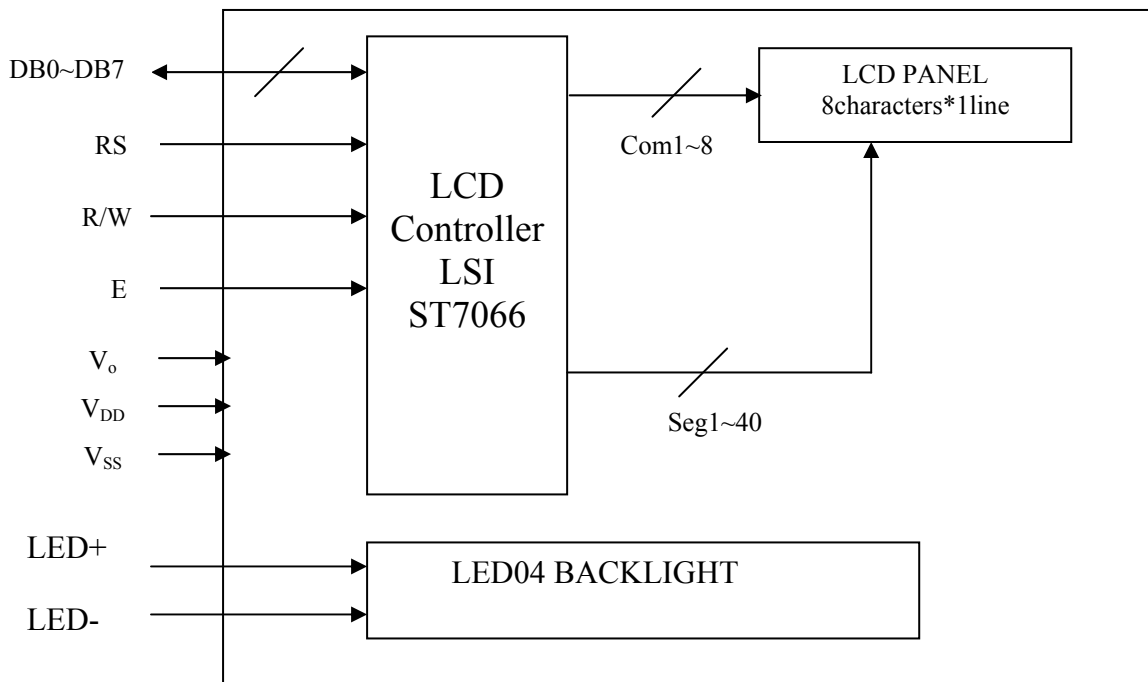 DB0~DB7
RS
R/W
E
Vo
VDD
VSS
LED+
LED-
LCD
Controller
LSI
ST7066
Com1~8
Seg1~40
LCD PANEL
8characters*1line
LED04 BACKLIGHT